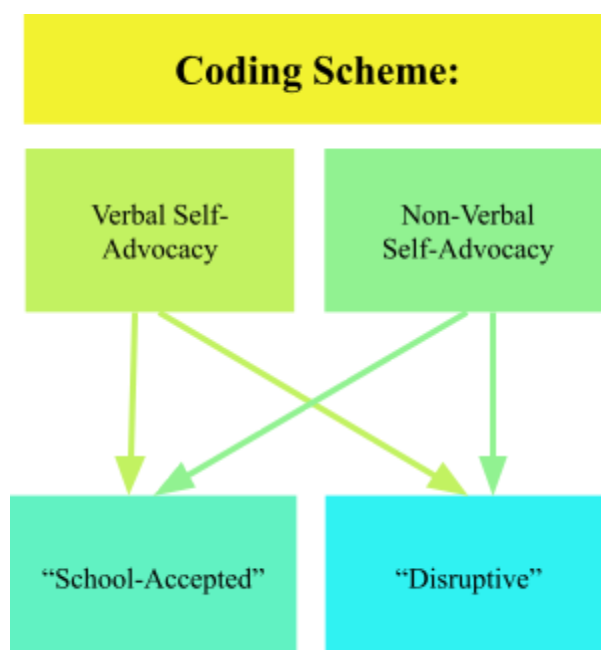 Coding Scheme:
Verbal Self-
Advocacy
Non-Verbal
Self-Advocacy
“School-Accepted”
“Disruptive”